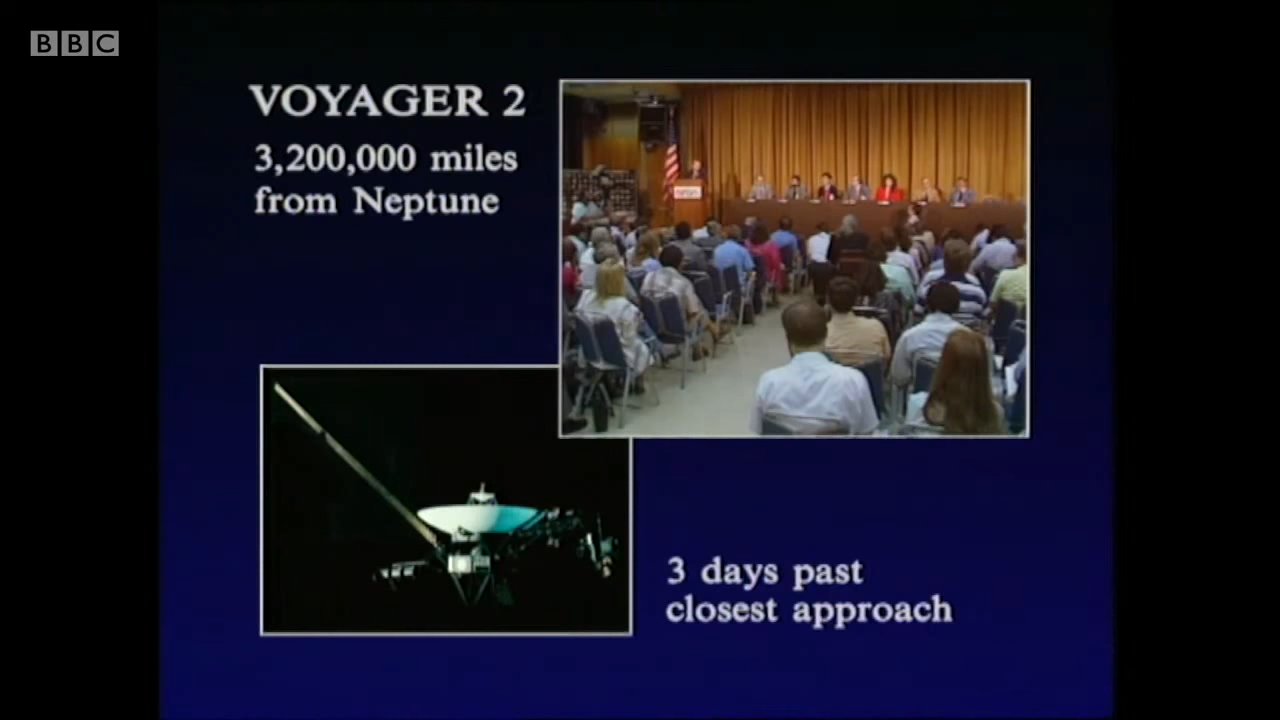 BBC
VOYAGER 2
3,200,000 miles
from Neptune
3 days past
closest approach